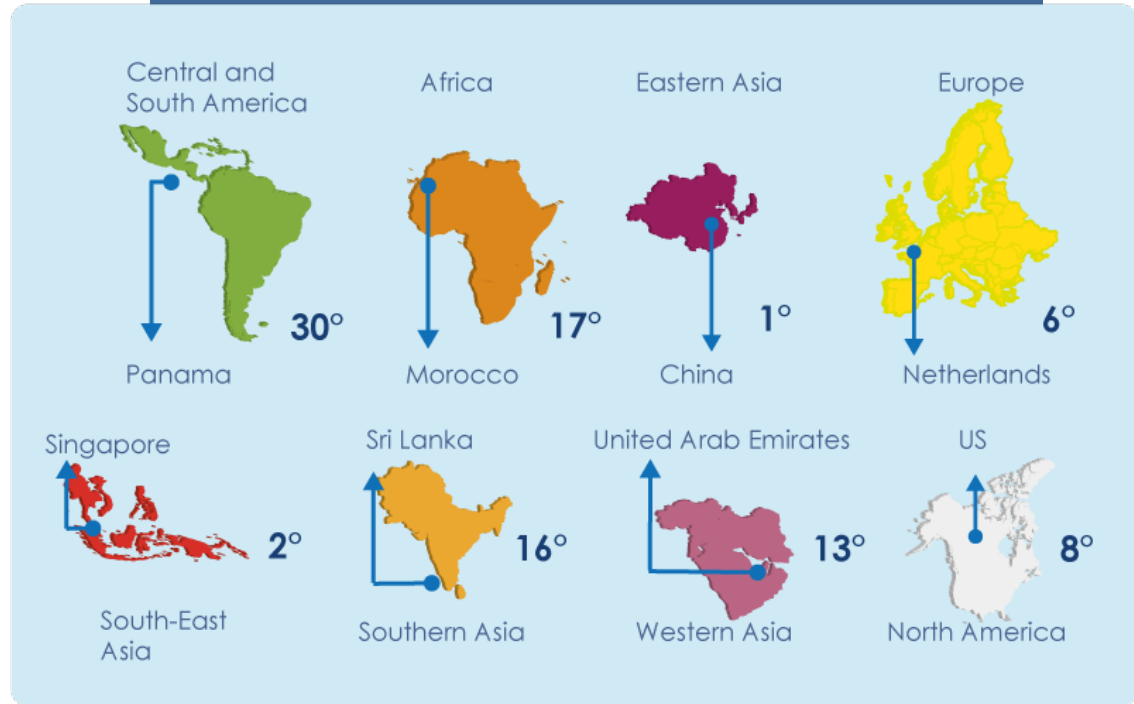 Central and
South America
Africa
Eastern Asia
Europe
30°
17°
1°
6°
Panama
Morocco
China
Netherlands
Singapore
Sri Lanka
United Arab Emirates
US
2°
16°
13°
8°
South-East
Asia
Southern Asia
Western Asia
North America